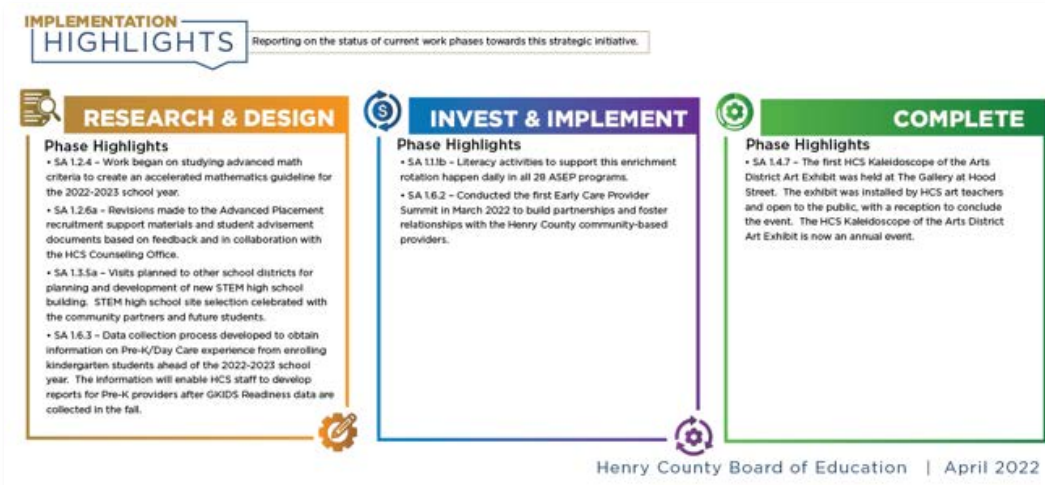 IMPLEMENTATION
HIGHLIGHTS
Reporting on the status of current work phases towards this strategic initiative.
RESEARCH & DESIGN
Phase Highlights
• SA 1.2.4 – Work began on studying advanced math
criteria to create an accelerated mathematics guideline for
the 2022-2023 school year.
• SA 1.2.6a – Revisions made to the Advanced Placement
recruitment support materials and student advisement
documents based on feedback and in collaboration with
the HCS Counseling Office.
• SA 1.3.5a – Visits planned to other school districts for
planning and development of new STEM high school
building. STEM high school site selection celebrated with
the community partners and future students.
• SA 1.6.3 – Data collection process developed to obtain
information on Pre-K/Day Care experience from enrolling
kindergarten students ahead of the 2022-2023 school
year. The information will enable HCS staff to develop
reports for Pre-K providers after GKIDS Readiness data are
collected in the fall.
INVEST & IMPLEMENT
Phase Highlights
• SA 1.1.1b – Literacy activities to support this enrichment
rotation happen daily in all 28 ASEP programs.
• SA 1.6.2 – Conducted the first Early Care Provider
Summit in March 2022 to build partnerships and foster
relationships with the Henry County community-based
providers.
COMPLETE
Phase Highlights
• SA 1.4.7 – The first HCS Kaleidoscope of the Arts
District Art Exhibit was held at The Gallery at Hood
Street. The exhibit was installed by HCS art teachers
and open to the public, with a reception to conclude
the event. The HCS Kaleidoscope of the Arts District
Art Exhibit is now an annual event.
Henry County Board of Education | April 2022